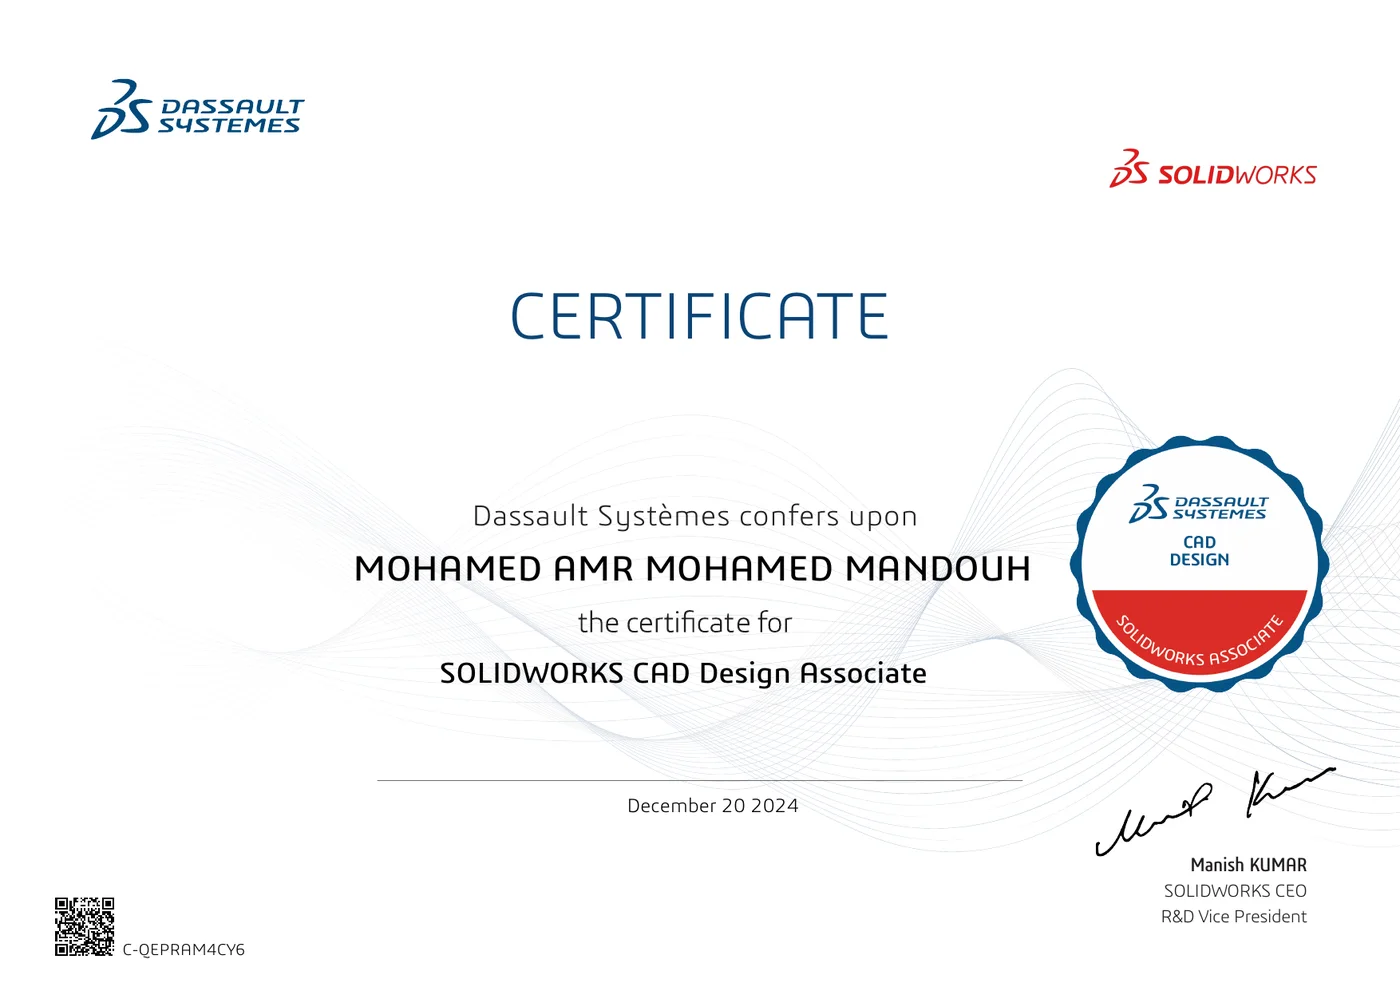 DASSAULT
SYSTEMES
SOLIDWORKS
CERTIFICATE
Dassault Systèmes confers upon
MOHAMED AMR MOHAMED MANDOUH
the certificate for
SOLIDWORKS CAD Design Associate
DASSAULT
SYSTEMES
CAD
DESIGN
SOLIDWORKS ASSOCIATE
December 20 2024
Manish KUMAR
SOLIDWORKS CEO
R&D Vice President
C-QEPRAM4CY6